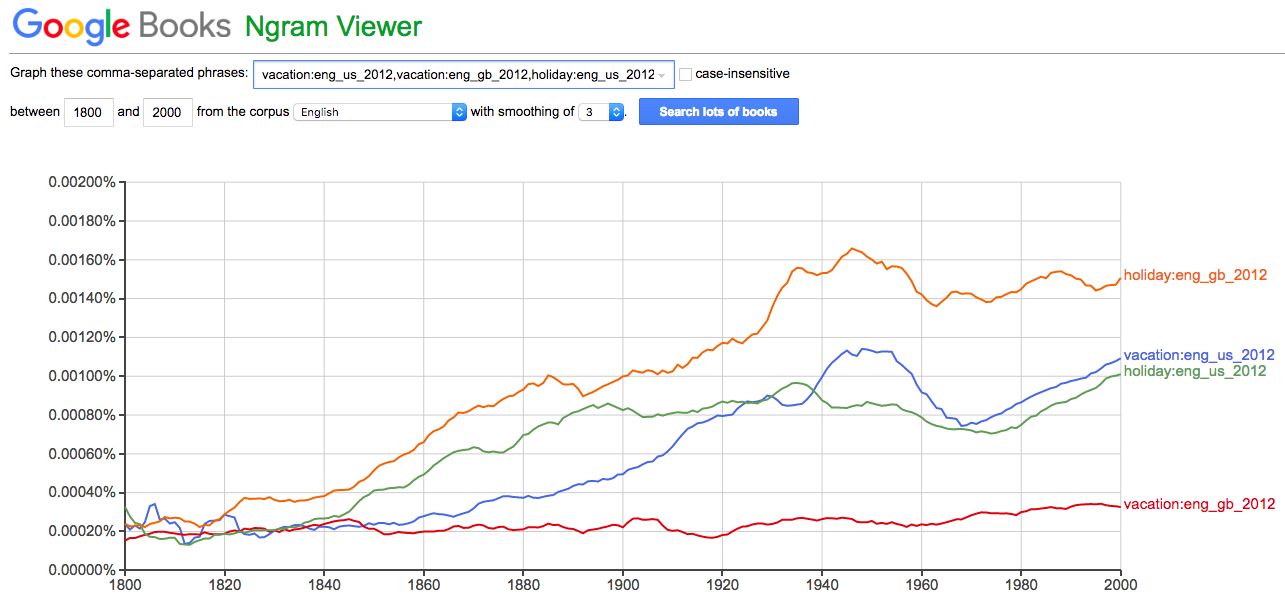 Google Books Ngram Viewer
Graph these comma-separated phrases: vacation:eng_us_2012,vacation:eng_gb_2012,holiday:eng_us_2012 case-insensitive
between 1800 and 2000 from the corpus English with smoothing of 3 . Search lots of books
0.00200%
0.00180%
0.00160%
0.00140%
0.00120%
0.00100%
0.00080%
0.00060%
0.00040%
0.00020%
0.00000%
holiday:eng_gb_2012
vacation:eng_us_2012
holiday:eng_us_2012
vacation:eng_gb_2012
1800 1820 1840 1860 1880 1900 1920 1940 1960 1980 2000